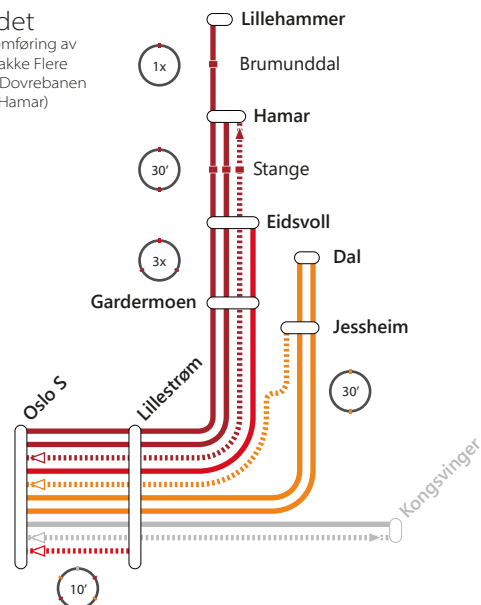 det
omføring av
akke Flere
Dovrebanen
Hamar)
Lillehammer
1x
Brumunddal
Hamar
30'
Stange
Eidsvoll
3x
Dal
Gardermoen
Jessheim
30'
Oslo S
Lillestrøm
Kongsvinger
10'